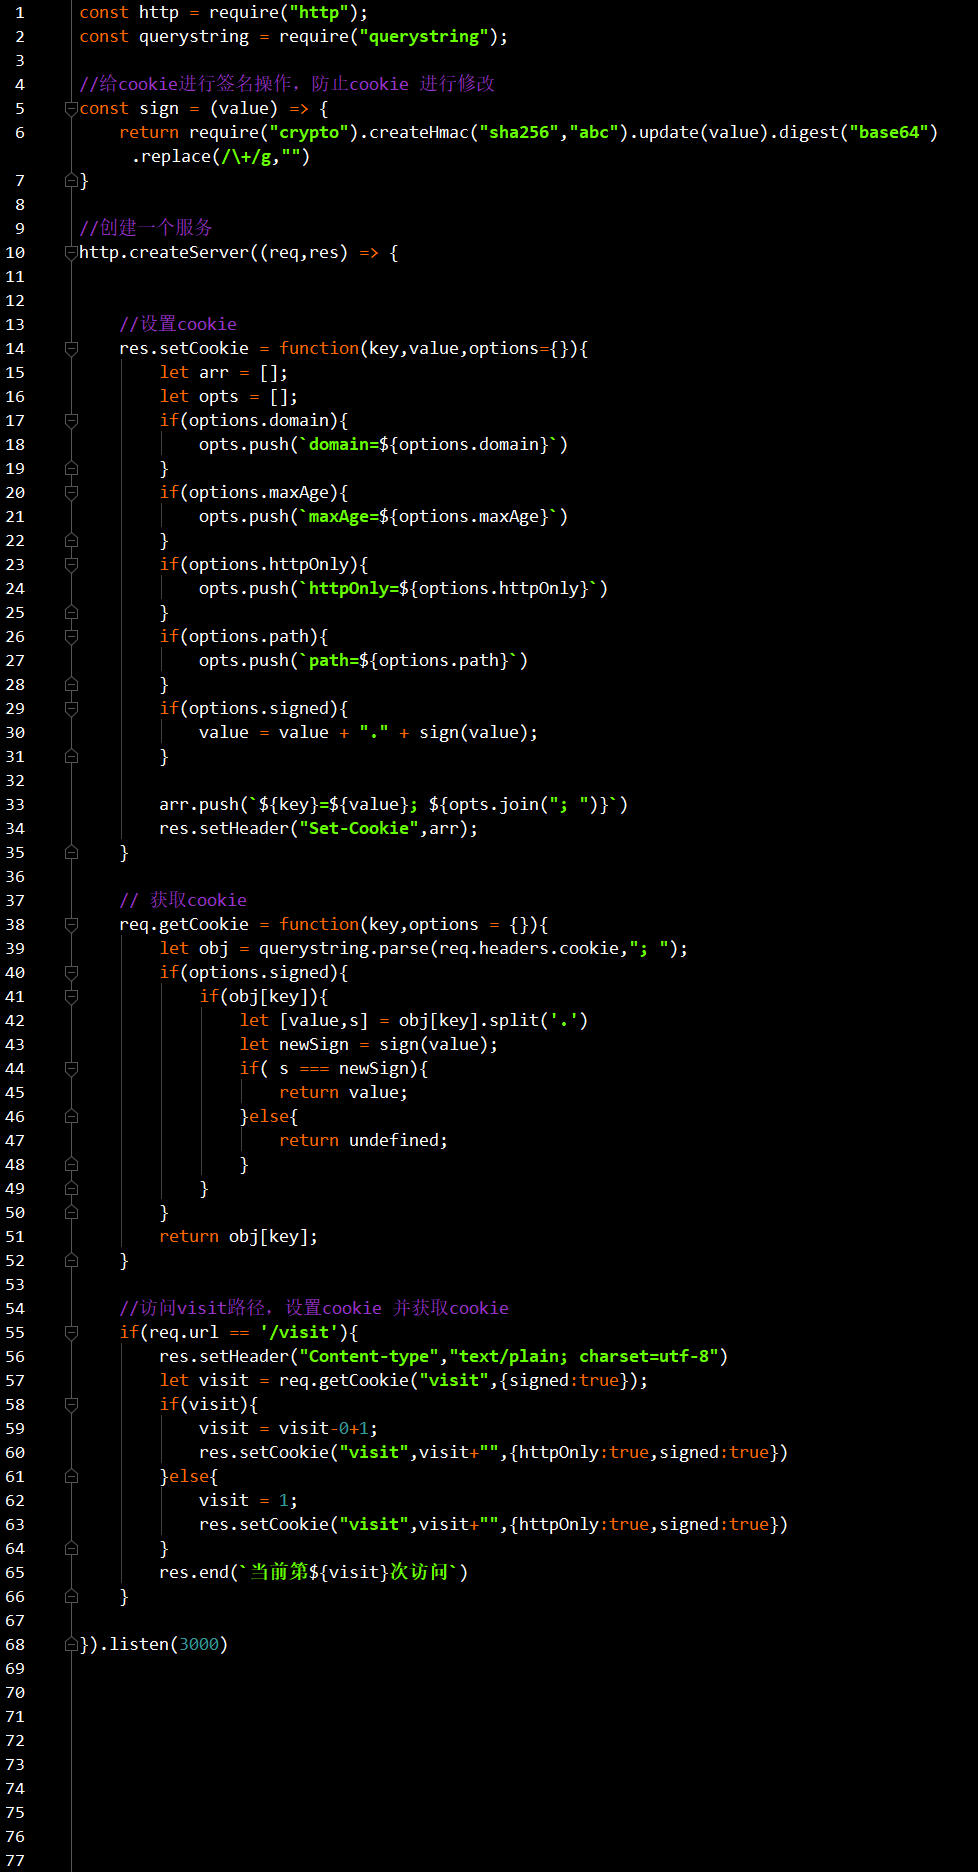 1 const http = require("http");
2 const querystring = require("querystring");
3
4 //给cookie进行签名操作，防止cookie 进行修改
5 const sign = (value) => {
6     return require("crypto").createHmac("sha256","abc").update(value).digest("base64")
      .replace(/\+/g,"")
7 }
8
9 //创建一个服务
10 http.createServer((req,res) => {
11
12
13     //设置cookie
14     res.setCookie = function(key,value,options={}){
15         let arr = [];
16         let opts = [];
17         if(options.domain){
18             opts.push(`domain=${options.domain}`)
19         }
20         if(options.maxAge){
21             opts.push(`maxAge=${options.maxAge}`)
22         }
23         if(options.httpOnly){
24             opts.push(`httpOnly=${options.httpOnly}`)
25         }
26         if(options.path){
27             opts.push(`path=${options.path}`)
28         }
29         if(options.signed){
30             value = value + "." + sign(value);
31         }
32
33         arr.push(`${key}=${value}; ${opts.join("; ")}`)
34         res.setHeader("Set-Cookie",arr);
35     }
36
37     // 获取cookie
38     req.getCookie = function(key,options = {}){
39         let obj = querystring.parse(req.headers.cookie,"; ");
40         if(options.signed){
41             if(obj[key]){
42                 let [value,s] = obj[key].split('.')
43                 let newSign = sign(value);
44                 if( s === newSign){
45                     return value;
46                 }else{
47                     return undefined;
48                 }
49             }
50         }
51         return obj[key];
52     }
53
54     //访问visit路径，设置cookie 并获取cookie
55     if(req.url == '/visit'){
56         res.setHeader("Content-type","text/plain; charset=utf-8")
57         let visit = req.getCookie("visit",{signed:true});
58         if(visit){
59             visit = visit-0+1;
60             res.setCookie("visit",visit+"",{httpOnly:true,signed:true})
61         }else{
62             visit = 1;
63             res.setCookie("visit",visit+"",{httpOnly:true,signed:true})
64         }
65         res.end(`当前第${visit}次访问`)
66     }
67
68 }).listen(3000)
69
70
71
72
73
74
75
76
77